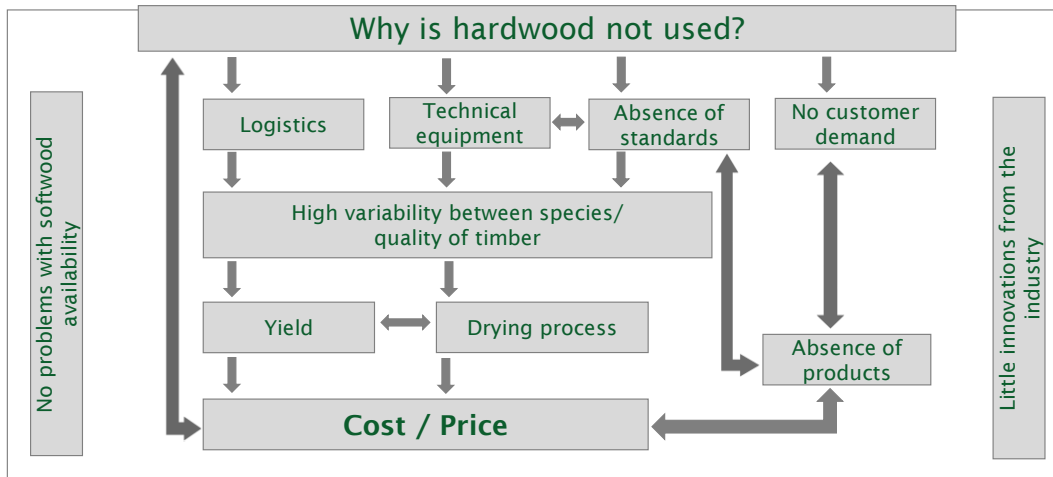 Why is hardwood not used?
No problems with softwood
availability
Logistics
Technical
equipment
Absence of
standards
No customer
demand
High variability between species/
quality of timber
Yield
Drying process
Absence of
products
Cost / Price
Little innovations from the
industry